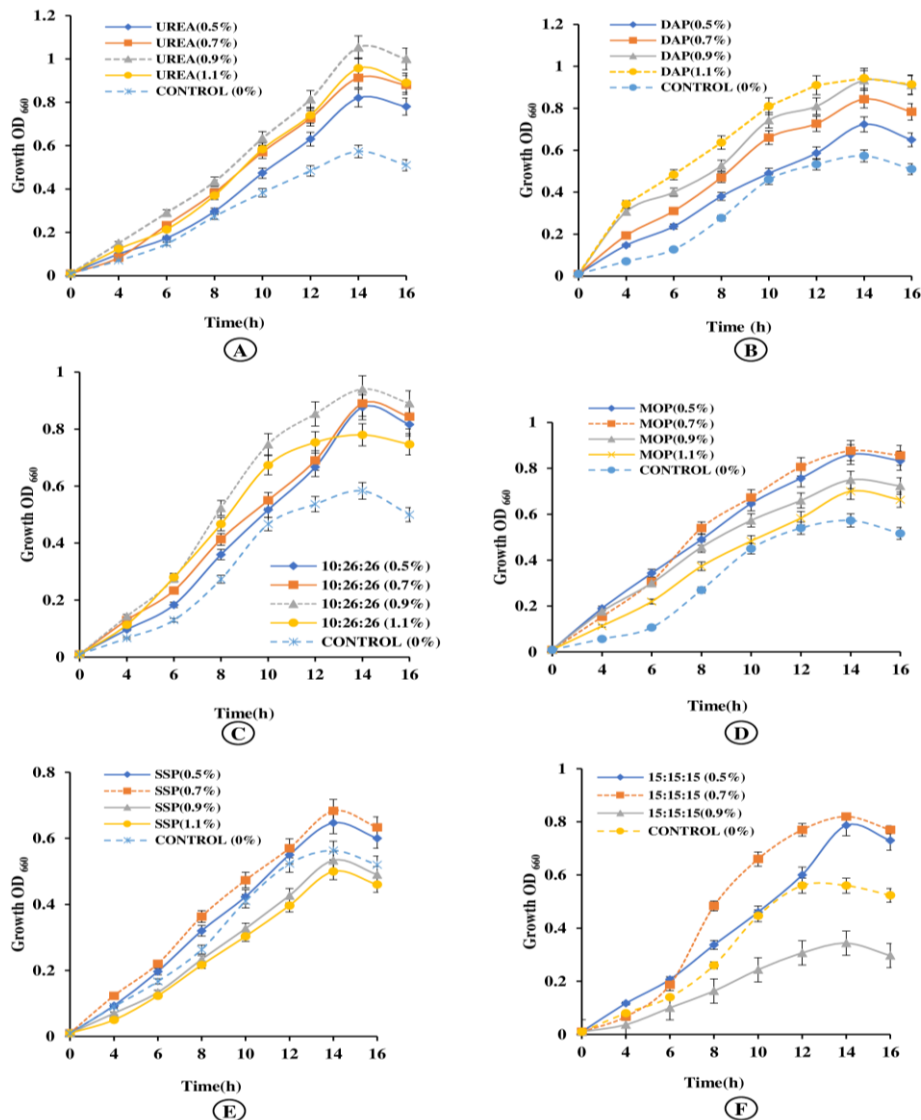 1.2
1
0.8
0.6
0.4
0.2
0
Growth OD660
UREA(0.5%)
UREA(0.7%)
UREA(0.9%)
UREA(1.1%)
CONTROL (0%)
0 4 6 8 10 12 14 16
Time(h)
A
1.2
1
0.8
0.6
0.4
0.2
0
Growth OD660
DAP(0.5%)
DAP(0.7%)
DAP(0.9%)
DAP(1.1%)
CONTROL (0%)
0 4 6 8 10 12 14 16
Time (h)
B
1
0.8
0.6
0.4
0.2
0
Growth OD660
10:26:26 (0.5%)
10:26:26 (0.7%)
10:26:26 (0.9%)
10:26:26 (1.1%)
CONTROL (0%)
0 4 6 8 10 12 14 16
Time(h)
C
1
0.8
0.6
0.4
0.2
0
Growth OD660
MOP(0.5%)
MOP(0.7%)
MOP(0.9%)
MOP(1.1%)
CONTROL (0%)
0 4 6 8 10 12 14 16
Time(h)
D
0.8
0.6
0.4
0.2
0
Growth OD660
SSP(0.5%)
SSP(0.7%)
SSP(0.9%)
SSP(1.1%)
CONTROL (0%)
0 4 6 8 10 12 14 16
Time(h)
E
1
0.8
0.6
0.4
0.2
0
Growth OD660
15:15:15 (0.5%)
15:15:15 (0.7%)
15:15:15(0.9%)
CONTROL (0%)
0 4 6 8 10 12 14 16
Time(h)
F